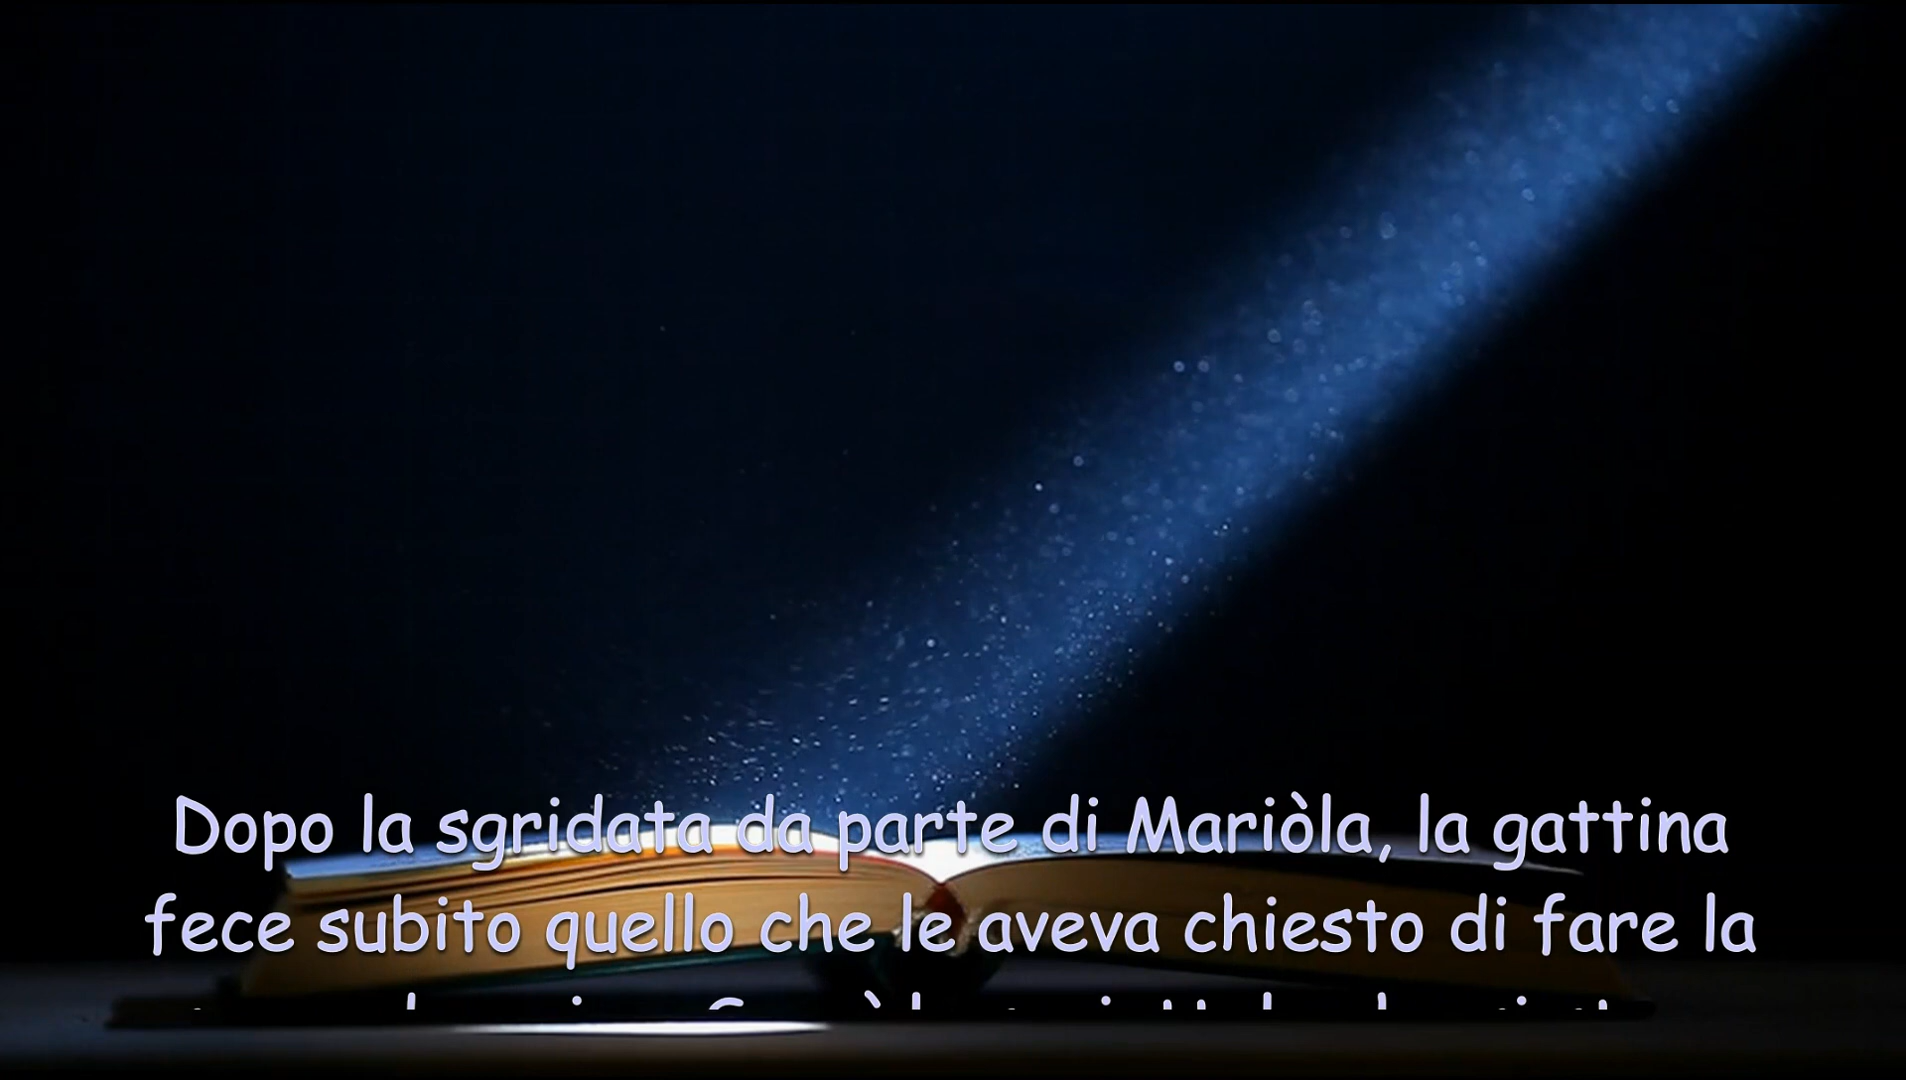 Dopo la sgridata da parte di Mariòla, la gattina
fece subito quello che le aveva chiesto di fare la